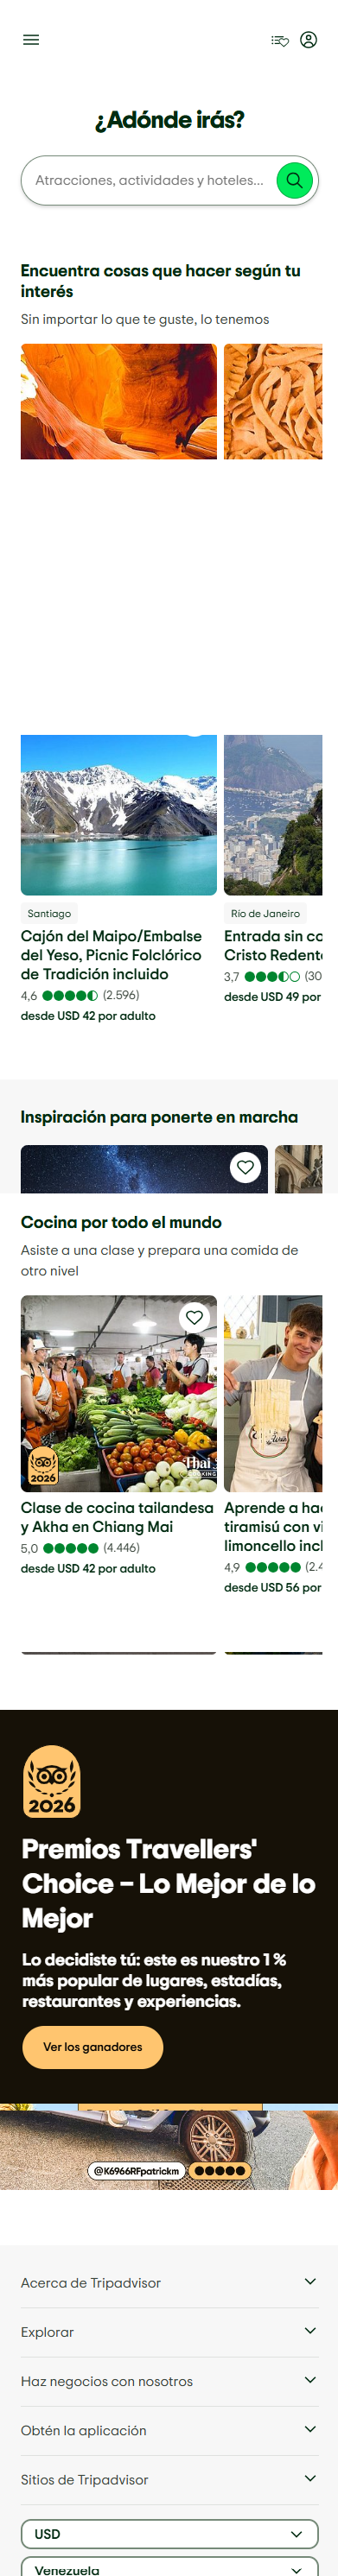 ¿Adónde irás?
Atracciones, actividades y hoteles...
Encuentra cosas que hacer según tu
interés
Sin importar lo que te guste, lo tenemos
Santiago
Cajón del Maipo/Embalse
del Yeso, Picnic Folclórico
de Tradición incluido
4,6 (2.596)
desde USD 42 por adulto
Río de Janeiro
Entrada sin co
Cristo Redent
3,7 (30
desde USD 49 por
Inspiración para ponerte en marcha
Cocina por todo el mundo
Asiste a una clase y prepara una comida de
otro nivel
2026
Thai
Clase de cocina tailandesa
y Akha en Chiang Mai
5,0 (4.446)
desde USD 42 por adulto
Aprende a ha
tiramisú con vi
limoncello incl
4,9 (2.4
desde USD 56 por
2026
Premios Travellers'
Choice – Lo Mejor de lo
Mejor
Lo decidiste tú: este es nuestro 1 %
más popular de lugares, estadías,
restaurantes y experiencias.
Ver los ganadores
@K6966RFpatrickm
Acerca de Tripadvisor
Explorar
Haz negocios con nosotros
Obtén la aplicación
Sitios de Tripadvisor
USD
Venezuela